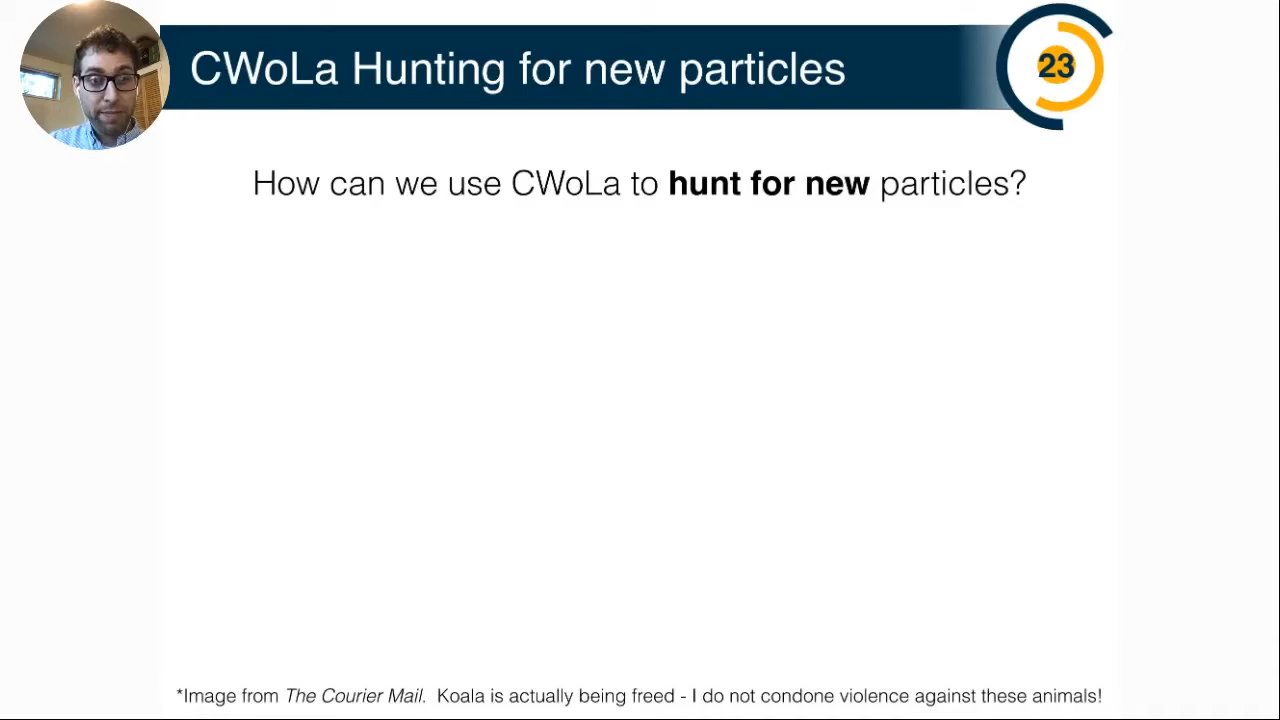 CWoLa Hunting for new particles
23
How can we use CWoLa to hunt for new particles?
*Image from The Courier Mail. Koala is actually being freed - I do not condone violence against these animals!